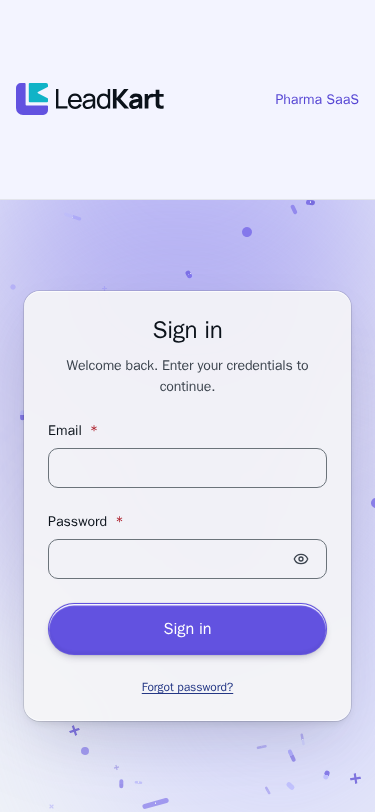 LeadKart
Pharma SaaS
Sign in
Welcome back. Enter your credentials to
continue.
Email *
Password *
Sign in
Forgot password?